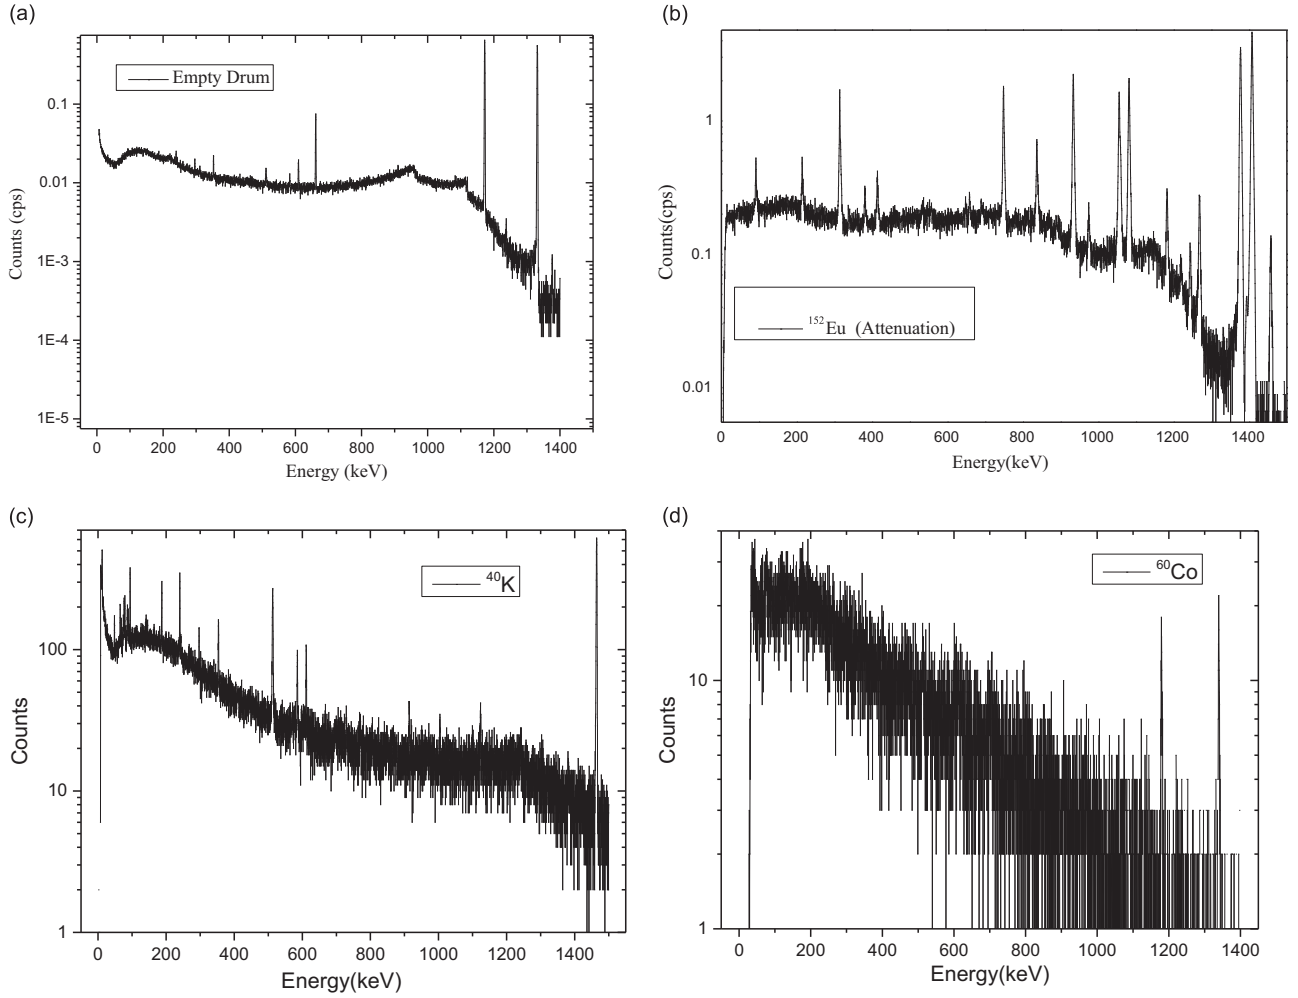 (a)
Empty Drum
0.1
0.01
1E-3
1E-4
1E-5
Counts (cps)
0 200 400 600 800 1000 1200 1400
Energy (keV)
(b)
1
0.1
0.01
Counts(cps)
152Eu (Attenuation)
0 200 400 600 800 1000 1200 1400
Energy(keV)
(c)
40K
100
10
1
Counts
0 200 400 600 800 1000 1200 1400
Energy(keV)
(d)
60Co
10
1
Counts
0 200 400 600 800 1000 1200 1400
Energy(keV)